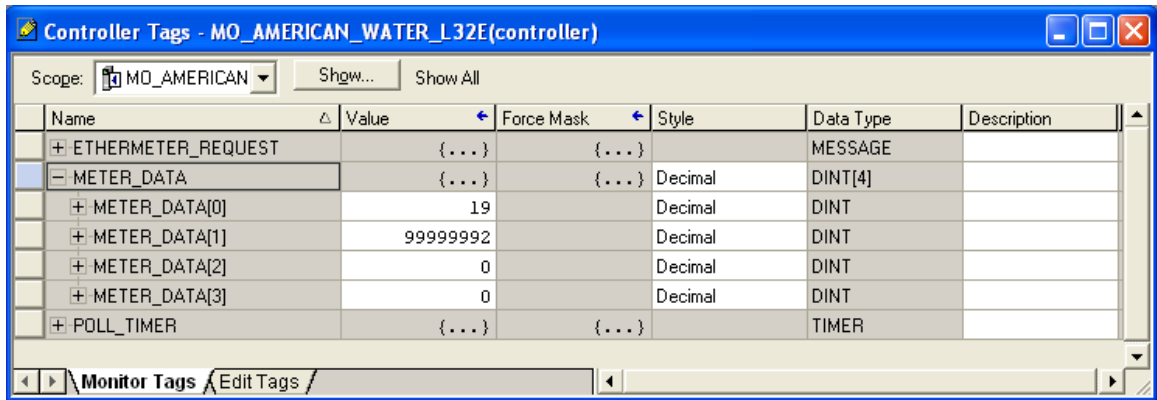 Controller Tags - MO_AMERICAN_WATER_L32E(controller)
Scope: MO_AMERICAN Show... Show All
Name Value Force Mask Style Data Type Description
ETHERMETER_REQUEST {...} {...} MESSAGE
METER_DATA {...} {...} Decimal DINT[4]
METER_DATA[0] 19 Decimal DINT
METER_DATA[1] 99999992 Decimal DINT
METER_DATA[2] 0 Decimal DINT
METER_DATA[3] 0 Decimal DINT
POLL_TIMER {...} {...} TIMER
Monitor Tags Edit Tags